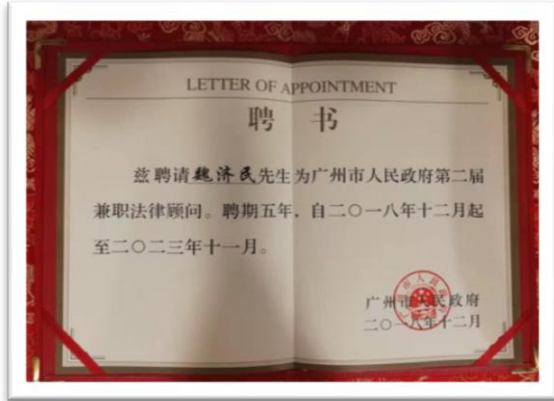 LETTER OF APPOINTMENT
聘 书
兹聘请魏济民先生为广州市人民政府第二届
兼职法律顾问。聘期五年，自二〇一八年十二月起
至二〇二三年十一月。
广州市人民政府
二〇一八年十二月